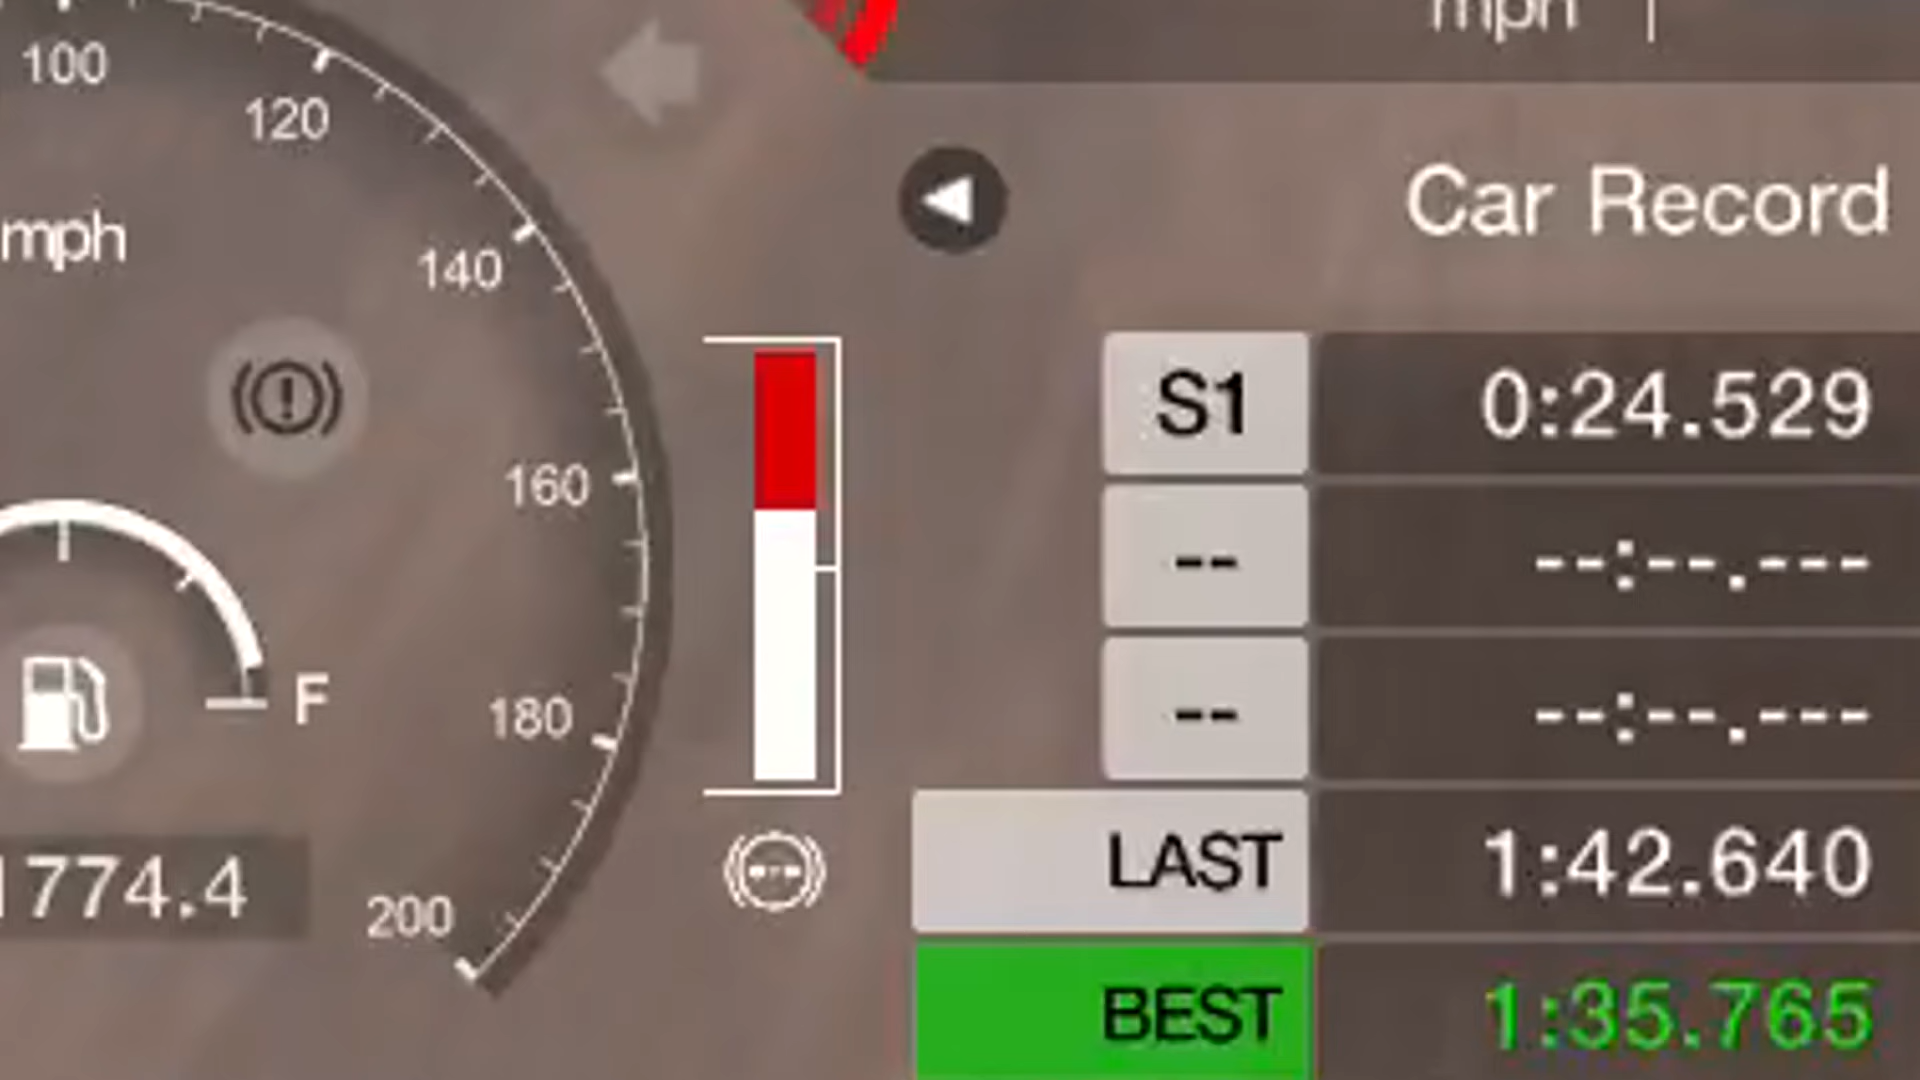 mph
100
120
mph
140
Car Record
160
S1 0:24.529
-- --:--.---
F
180
-- --:--.---
1774.4
200
LAST 1:42.640
BEST 1:35.765